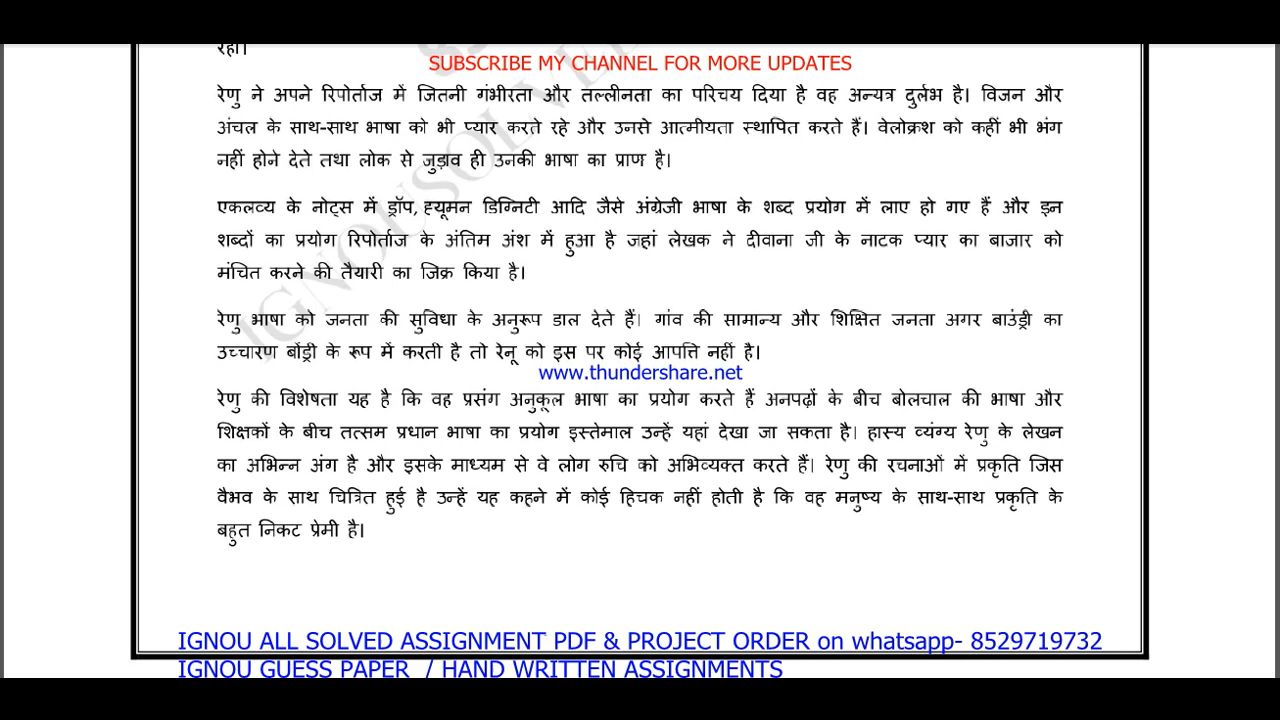 रहा।
SUBSCRIBE MY CHANNEL FOR MORE UPDATES
रेणु ने अपने रिपोर्ताज में जितनी गंभीरता और तल्लीनता का परिचय दिया है वह अन्यत्र दुर्लभ है। विजन और
अंचल के साथ-साथ भाषा को भी प्यार करते रहे और उनसे आत्मीयता स्थापित करते हैं। वेलोक्रश को कहीं भी भंग
नहीं होने देते तथा लोक से जुड़ाव ही उनकी भाषा का प्राण है।
एकलव्य के नोट्स में ड्रॉप, ह्यूमन डिग्निटी आदि जैसे अंग्रेजी भाषा के शब्द प्रयोग में लाए हो गए हैं और इन
शब्दों का प्रयोग रिपोर्ताज के अंतिम अंश में हुआ है जहां लेखक ने दीवाना जी के नाटक प्यार का बाजार को
मंचित करने की तैयारी का जिक्र किया है।
रेणु भाषा को जनता की सुविधा के अनुरूप डाल देते हैं। गांव की सामान्य और शिक्षित जनता अगर बाउंड्री का
उच्चारण बोंड्री के रूप में करती है तो रेनू को इस पर कोई आपत्ति नहीं है।
www.thundershare.net
रेणु की विशेषता यह है कि वह प्रसंग अनुकूल भाषा का प्रयोग करते हैं अनपढ़ों के बीच बोलचाल की भाषा और
शिक्षकों के बीच तत्सम प्रधान भाषा का प्रयोग इस्तेमाल उन्हें यहां देखा जा सकता है। हास्य व्यंग्य रेणु के लेखन
का अभिन्न अंग है और इसके माध्यम से वे लोग रुचि को अभिव्यक्त करते हैं। रेणु की रचनाओं में प्रकृति जिस
वैभव के साथ चित्रित हुई है उन्हें यह कहने में कोई हिचक नहीं होती है कि वह मनुष्य के साथ-साथ प्रकृति के
बहुत निकट प्रेमी है।
IGNOU ALL SOLVED ASSIGNMENT PDF & PROJECT ORDER on whatsapp- 8529719732
IGNOU GUESS PAPER / HAND WRITTEN ASSIGNMENTS